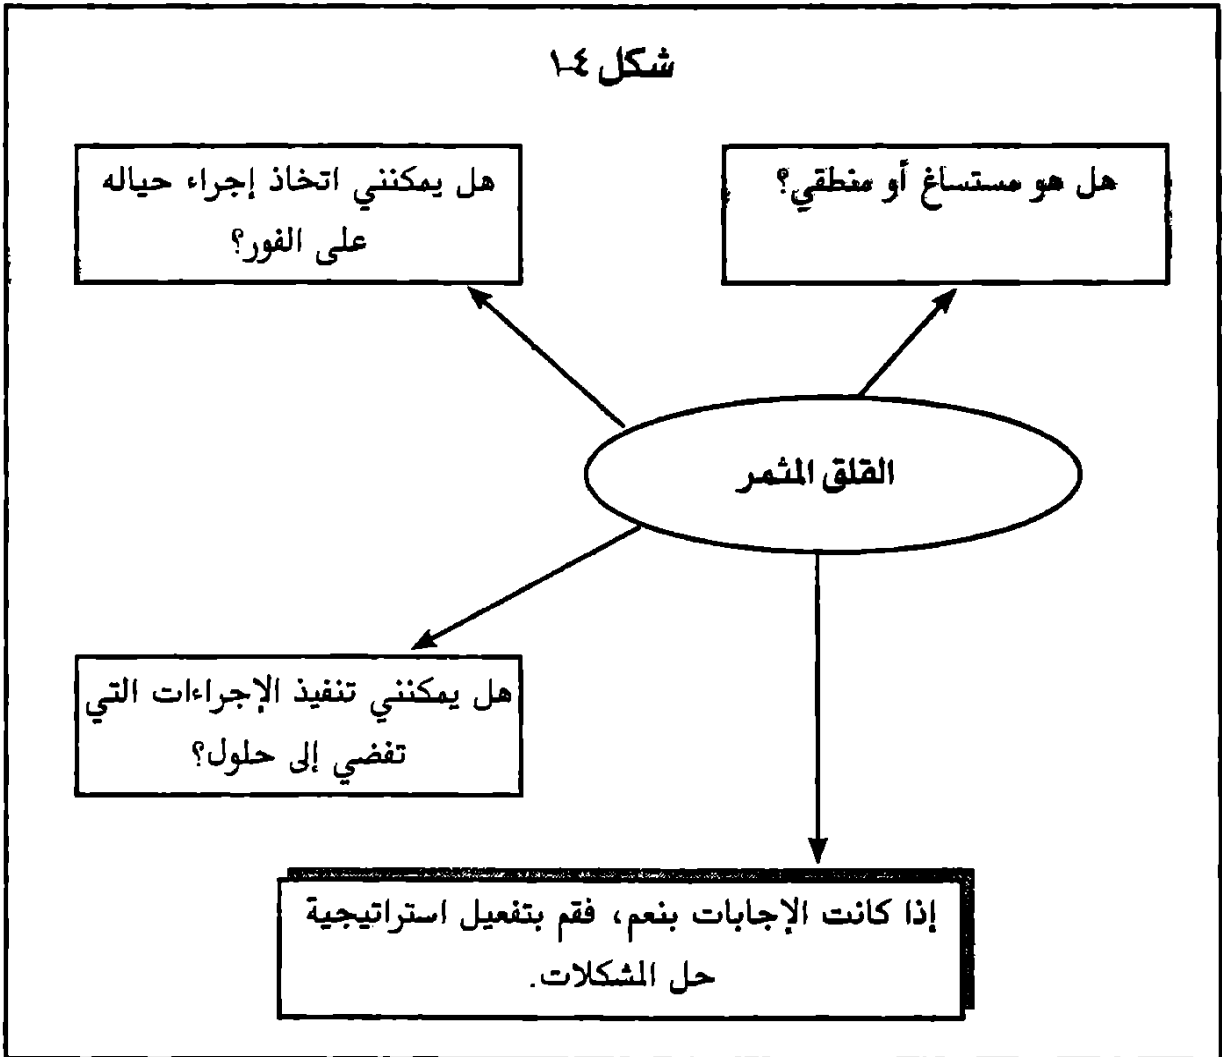 شكل ٤-١
هل هو مستساغ أو منطقي؟
هل يمكنني اتخاذ إجراء حياله
على الفور؟
القلق المثمر
هل يمكنني تنفيذ الإجراءات التي
تفضي إلى حلول؟
إذا كانت الإجابات بنعم، فقم بتفعيل استراتيجية
حل المشكلات.